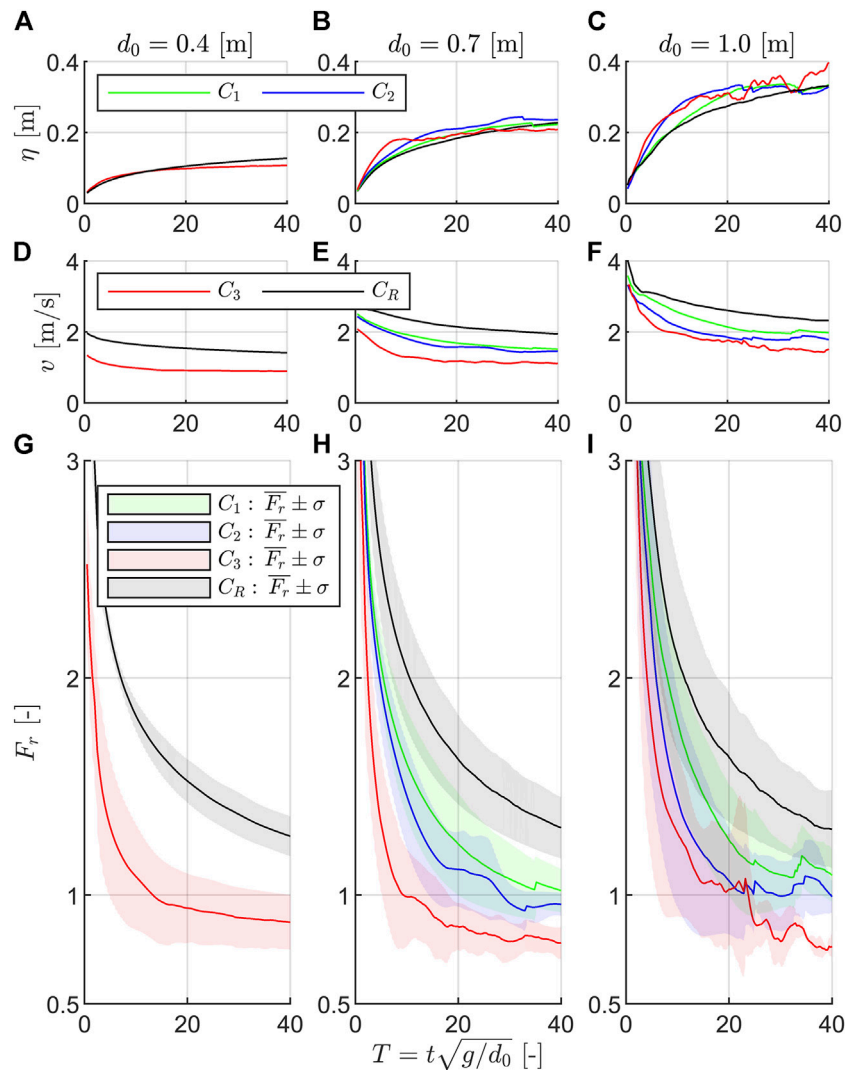 A B C
d₀ = 0.4 [m] d₀ = 0.7 [m] d₀ = 1.0 [m]
0.4 0.4 0.4
C₁ C₂
η [m]
0.2 0.2 0.2
0 0 0
0 20 40 0 20 40 0 20 40
D E F
4 4 4
C₃ C_R
v [m/s]
2 2 2
0 0 0
0 20 40 0 20 40 0 20 40
G H I
3 3 3
C₁ : F̅ᵣ ± σ
C₂ : F̅ᵣ ± σ
C₃ : F̅ᵣ ± σ
C_R : F̅ᵣ ± σ
2 2 2
Fᵣ [-]
1 1 1
0.5 0.5 0.5
0 20 40 0 20 40 0 20 40
T = t√(g/d₀) [-]